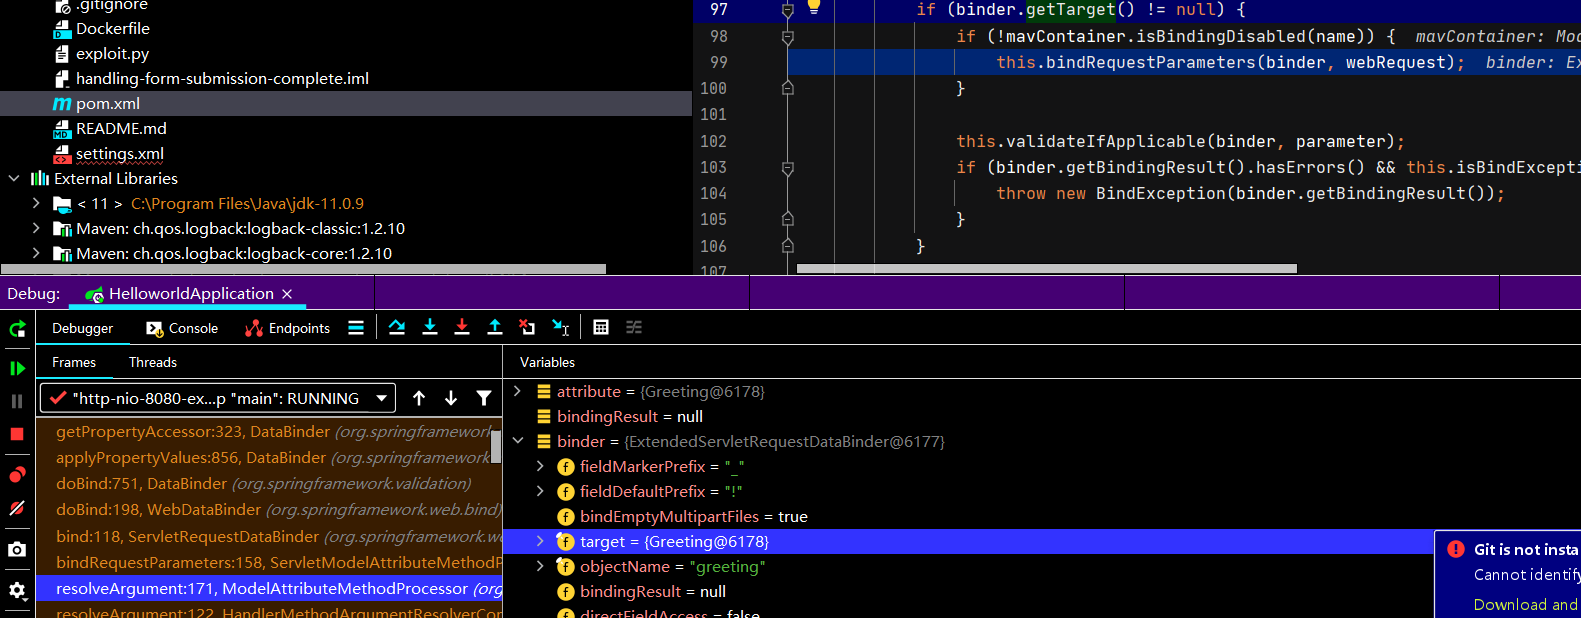 .gitignore
Dockerfile
exploit.py
handling-form-submission-complete.iml
pom.xml
README.md
settings.xml
External Libraries
< 11 > C:\Program Files\Java\jdk-11.0.9
Maven: ch.qos.logback:logback-classic:1.2.10
Maven: ch.qos.logback:logback-core:1.2.10
97 if (binder.getTarget() != null) {
98 if (!mavContainer.isBindingDisabled(name)) { mavContainer: Mod
99 this.bindRequestParameters(binder, webRequest); binder: Ex
100 }
101
102 this.validateIfApplicable(binder, parameter);
103 if (binder.getBindingResult().hasErrors() && this.isBindExcepti
104 throw new BindException(binder.getBindingResult());
105 }
106 }
107
Debug: HelloworldApplication
Debugger Console Endpoints
Frames Threads
"http-nio-8080-ex...p "main": RUNNING
getPropertyAccessor:323, DataBinder (org.springframework.
applyPropertyValues:856, DataBinder (org.springframework
doBind:751, DataBinder (org.springframework.validation)
doBind:198, WebDataBinder (org.springframework.web.bind)
bind:118, ServletRequestDataBinder (org.springframework.we
bindRequestParameters:158, ServletModelAttributeMethodP
resolveArgument:171, ModelAttributeMethodProcessor (org
resolveArgument:122, HandlerMethodArgumentResolverCor
Variables
attribute = {Greeting@6178}
bindingResult = null
binder = {ExtendedServletRequestDataBinder@6177}
fieldMarkerPrefix = "_"
fieldDefaultPrefix = "!"
bindEmptyMultipartFiles = true
target = {Greeting@6178}
objectName = "greeting"
bindingResult = null
directFieldAccess = false
Git is not insta
Cannot identify
Download and